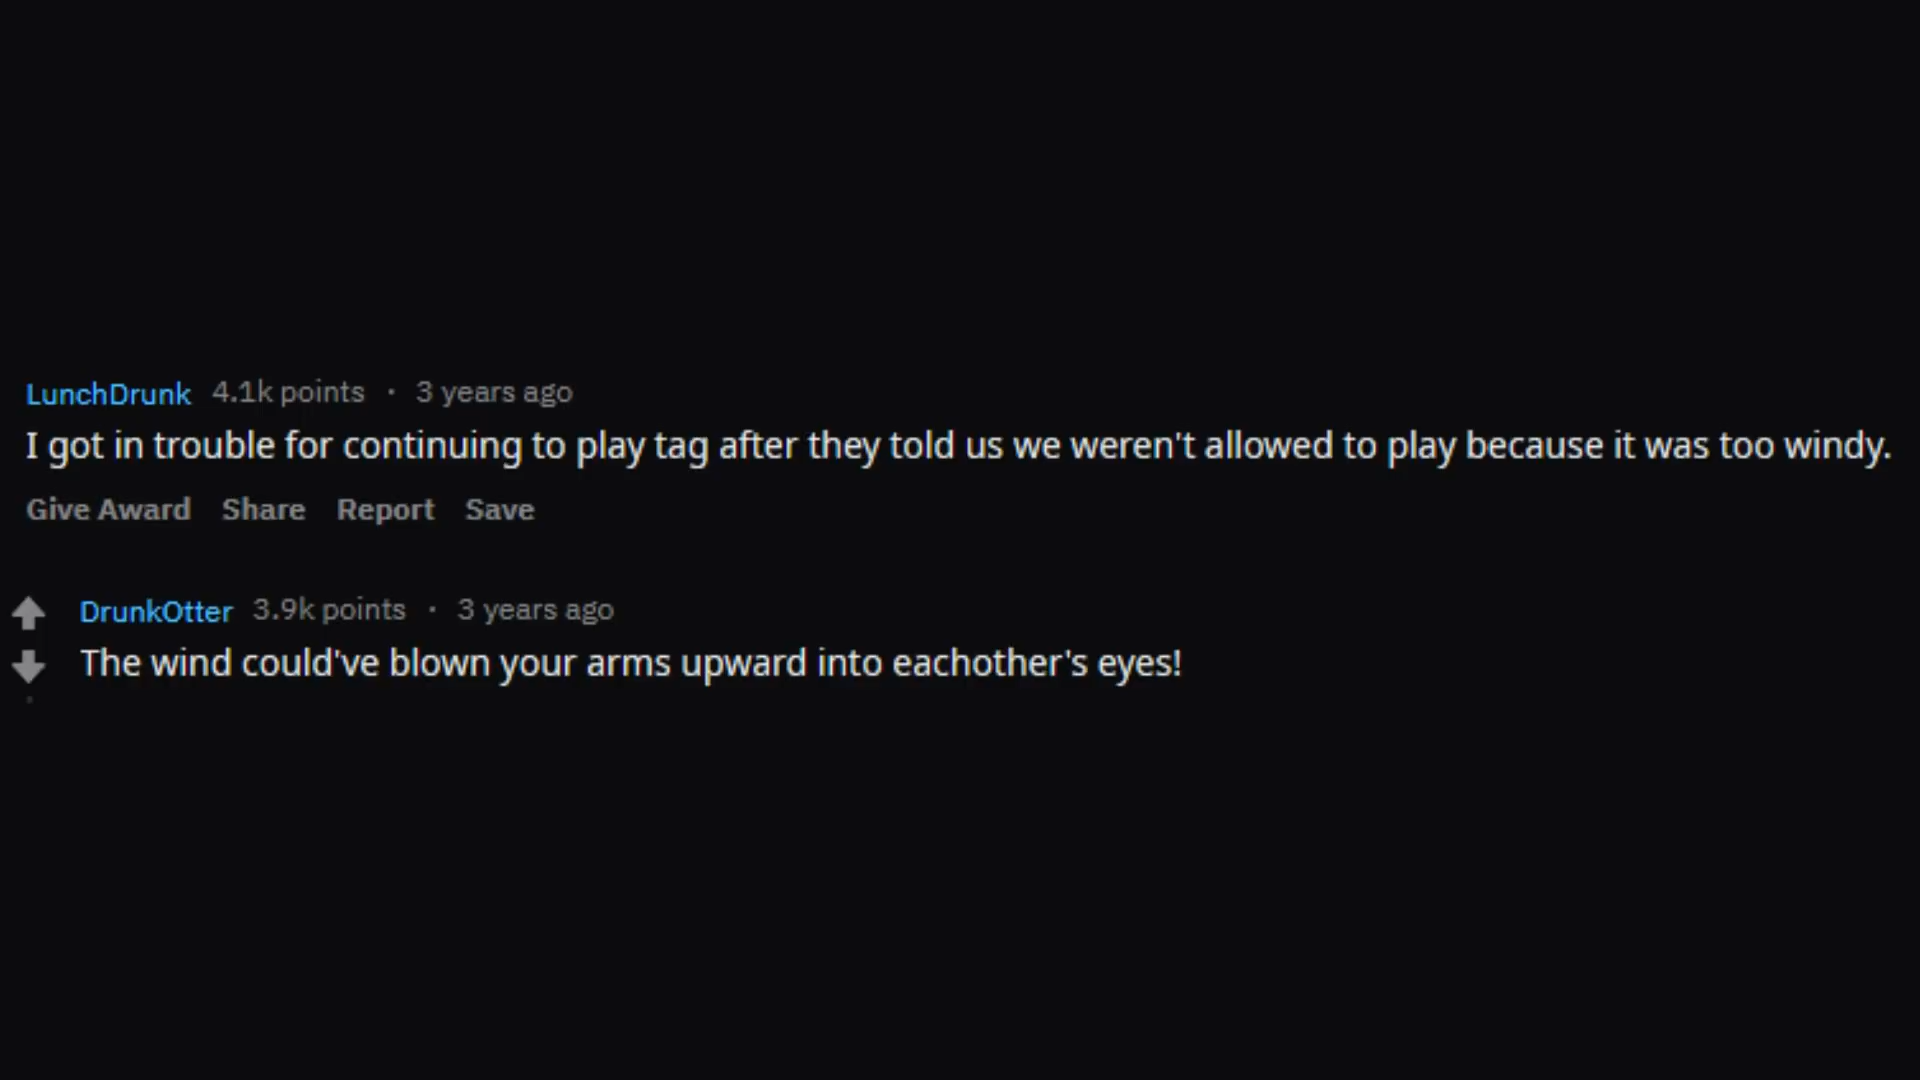 LunchDrunk 4.1k points · 3 years ago
I got in trouble for continuing to play tag after they told us we weren't allowed to play because it was too windy.
Give Award Share Report Save
DrunkOtter 3.9k points · 3 years ago
The wind could've blown your arms upward into eachother's eyes!